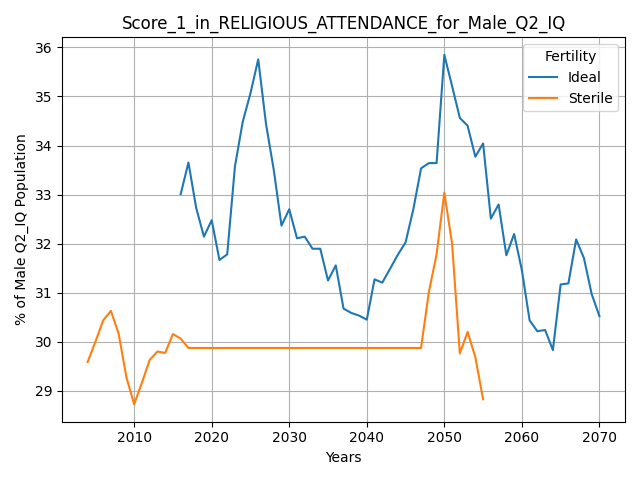 Score_1_in_RELIGIOUS_ATTENDANCE_for_Male_Q2_IQ
Fertility
Ideal
Sterile
% of Male Q2_IQ Population
36
35
34
33
32
31
30
29
2010 2020 2030 2040 2050 2060 2070
Years